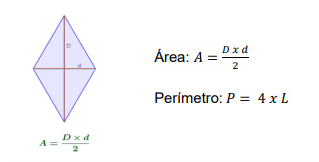 D
d
A = D × d / 2
Área: A = D x d / 2
Perímetro: P = 4 x L